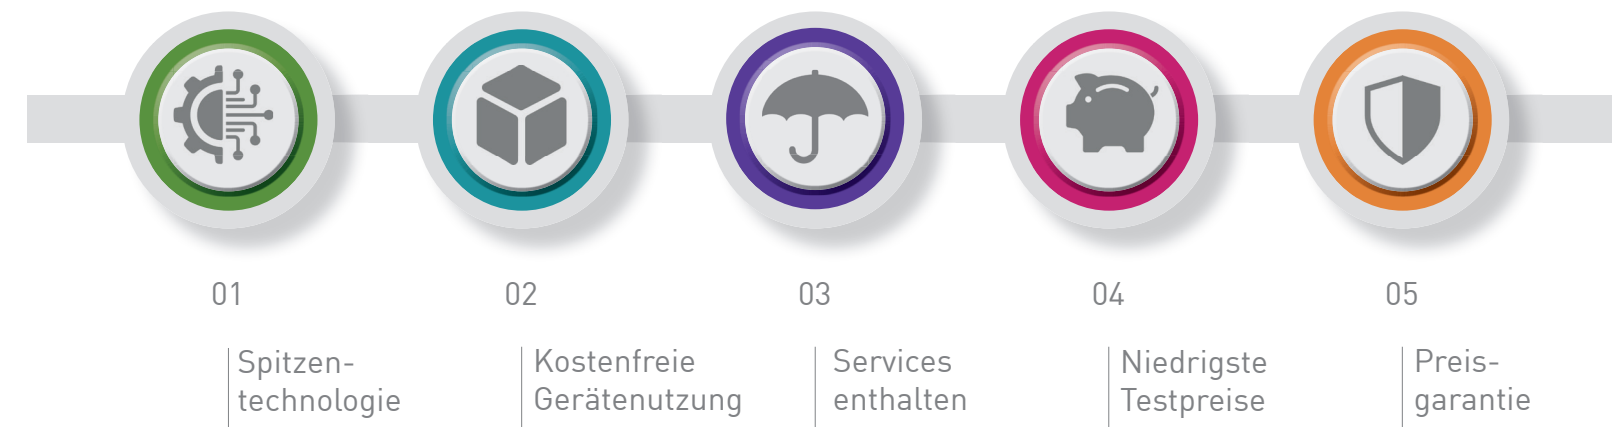 01
02
03
04
05
Spitzen-
technologie
Kostenfreie
Gerätenutzung
Services
enthalten
Niedrigste
Testpreise
Preis-
garantie